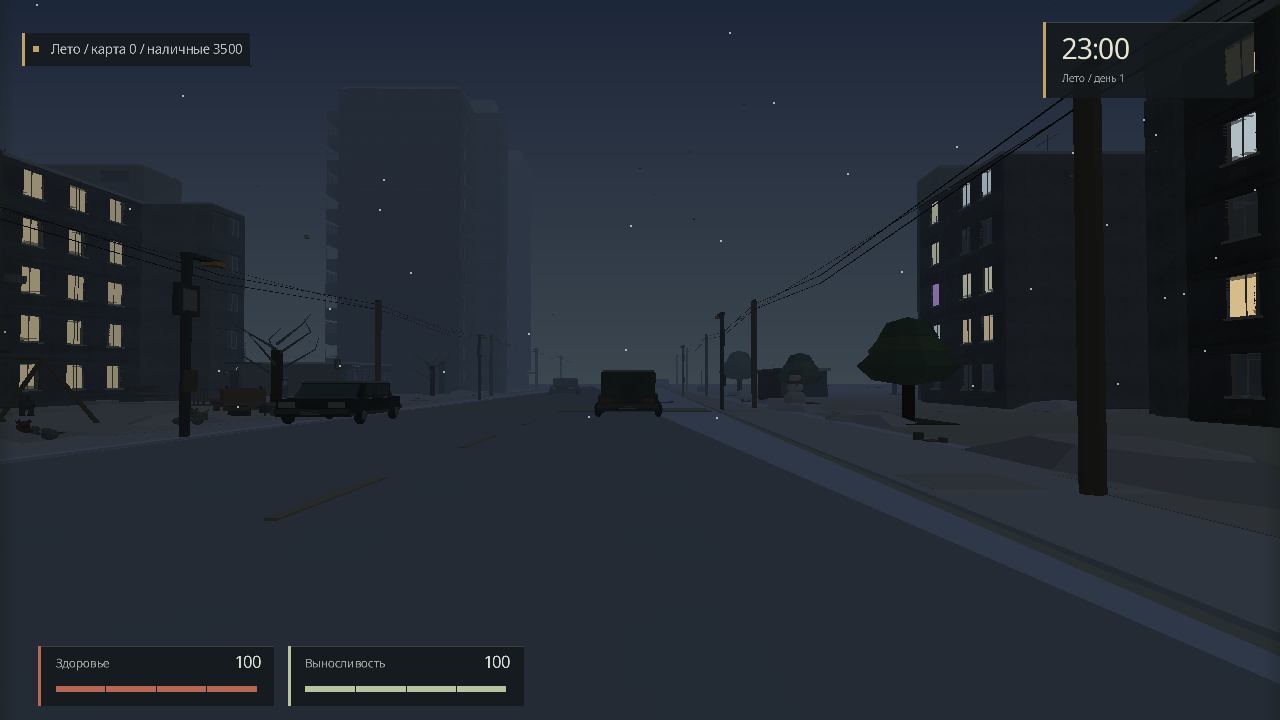 Лето / карта 0 / наличные 3500
23:00
Лето / день 1
Здоровье 100
Выносливость 100